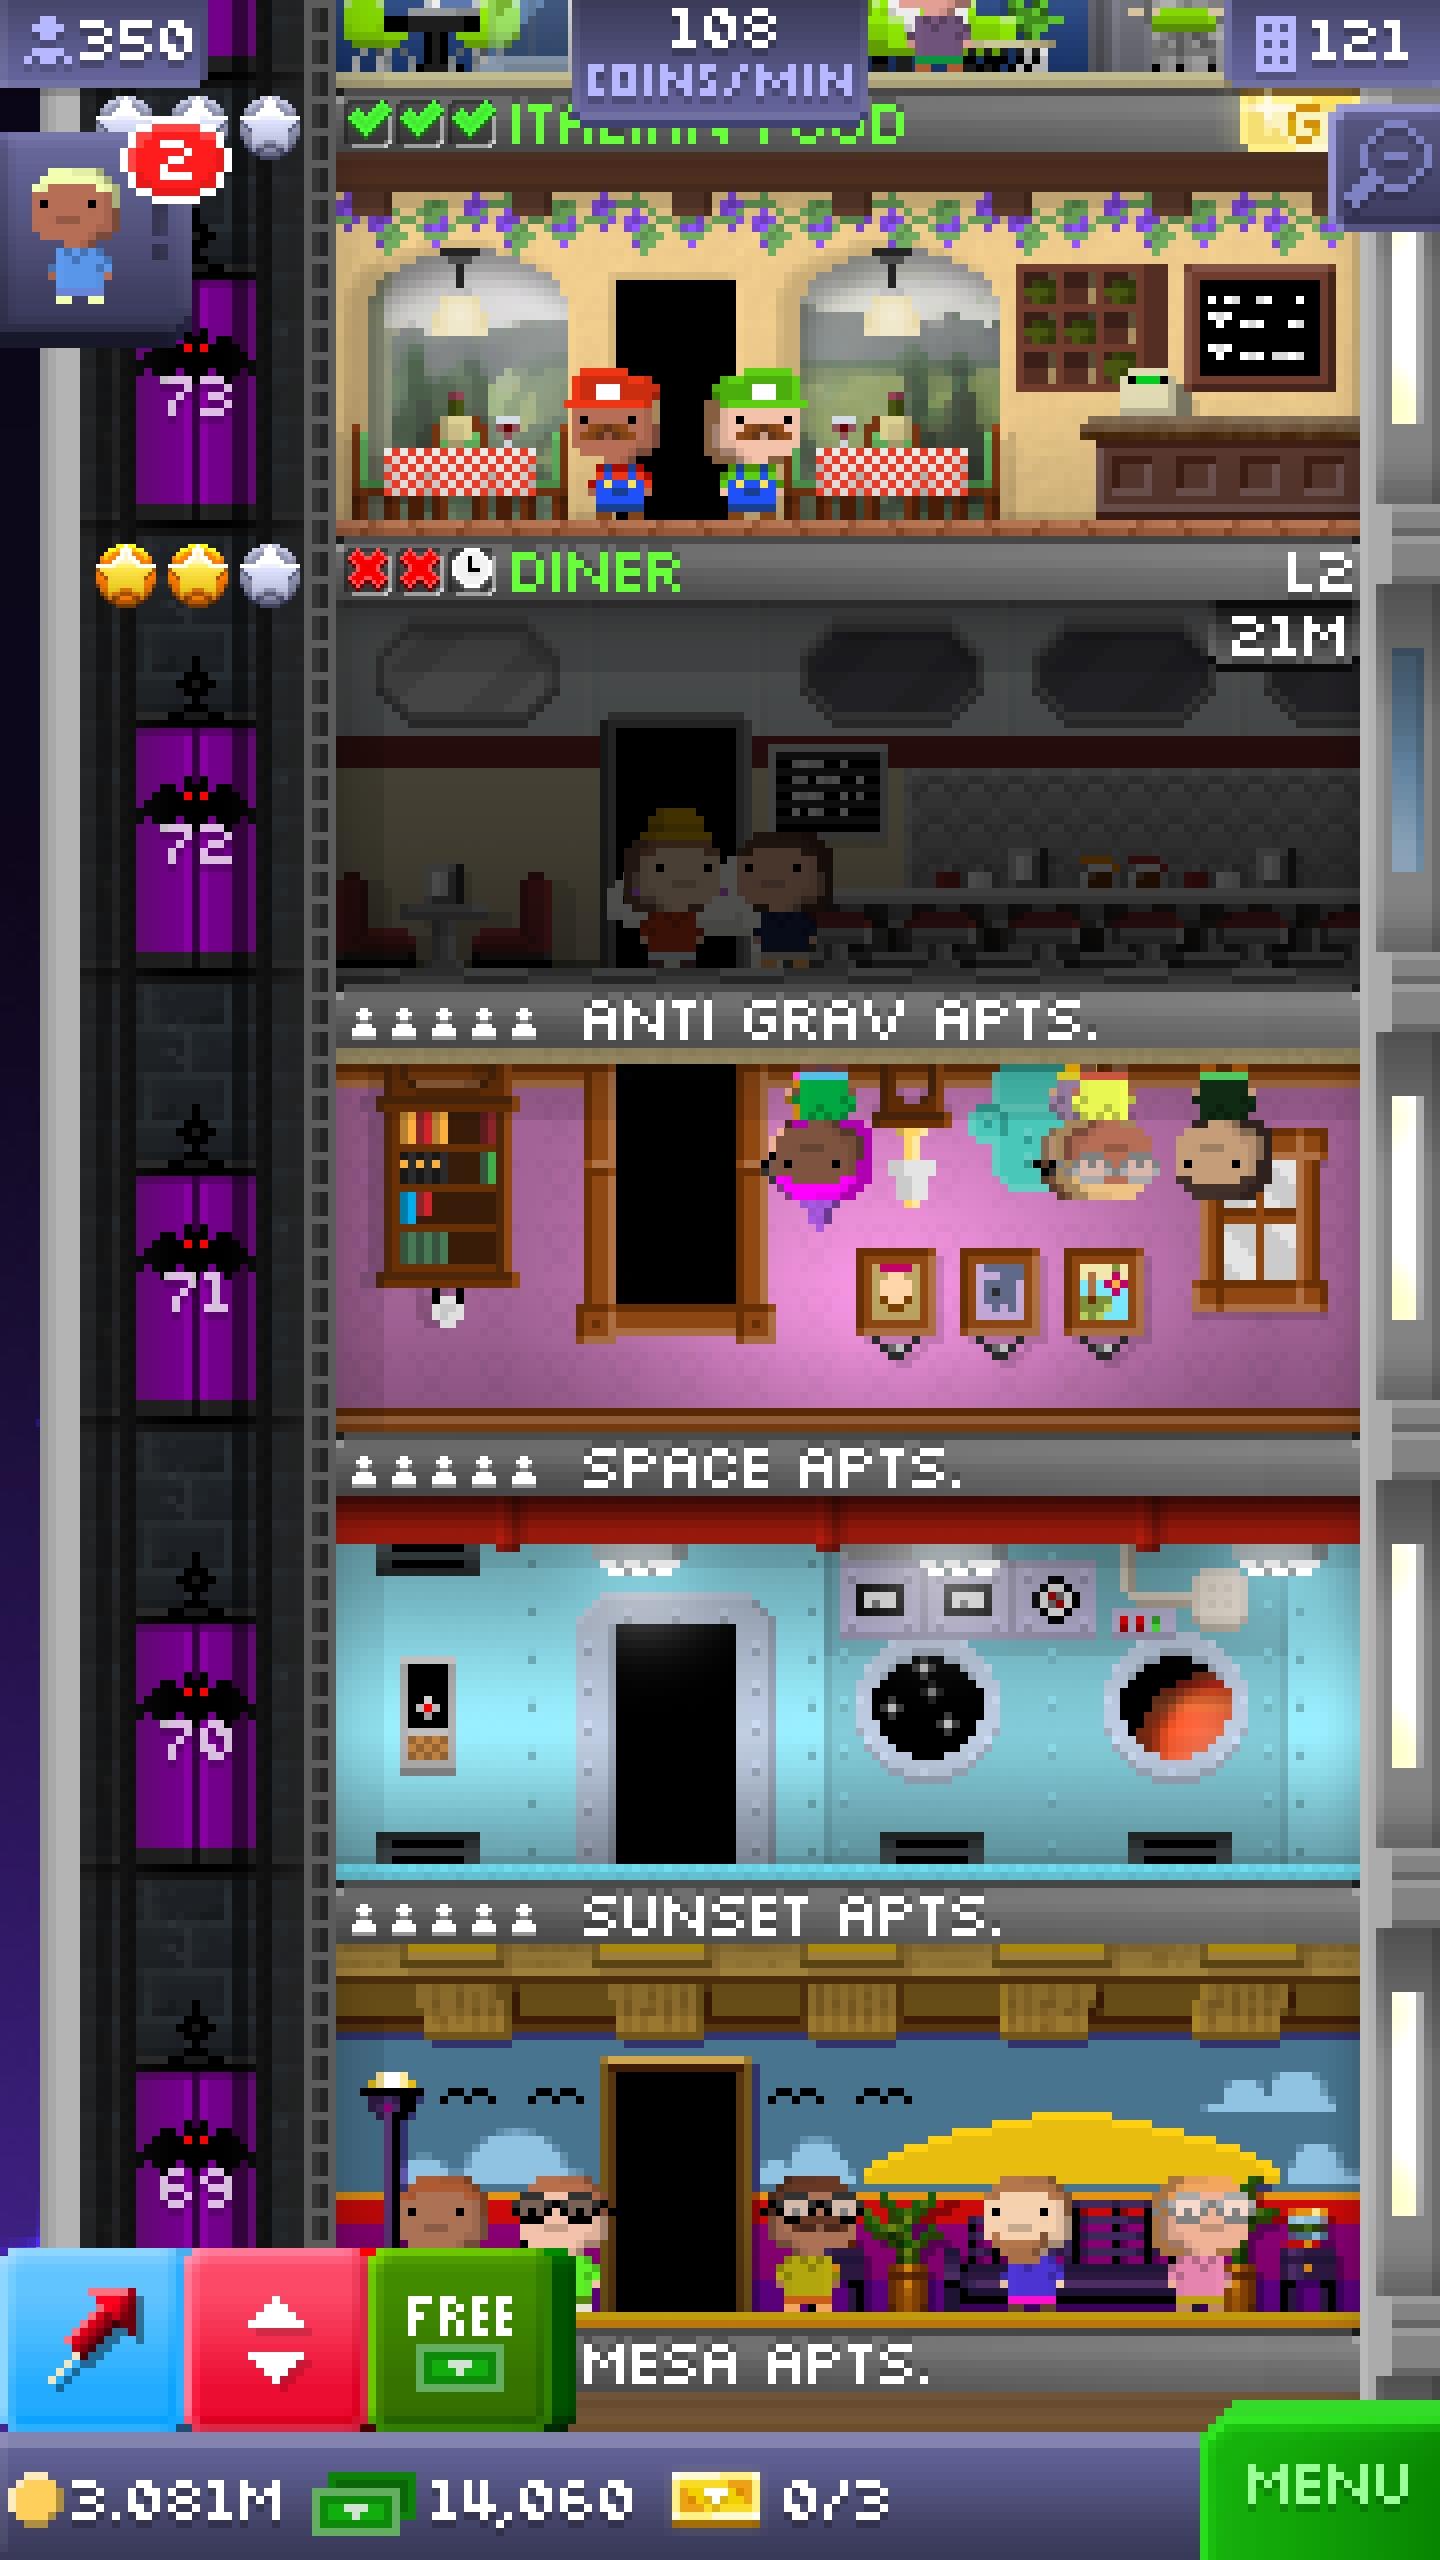 350
108
COINS/MIN
121
2
ITALIAN FOOD
G
73
DINER
L2
21M
72
ANTI GRAV APTS.
71
SPACE APTS.
70
SUNSET APTS.
69
FREE
MESA APTS.
3.081M
14,060
0/3
MENU